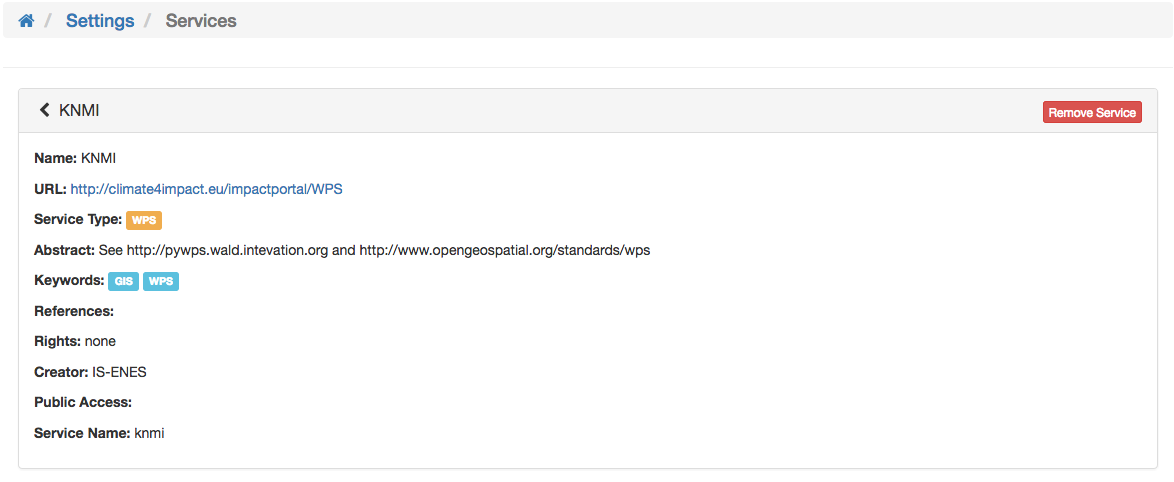 / Settings / Services
KNMI Remove Service
Name: KNMI
URL: http://climate4impact.eu/impactportal/WPS
Service Type: WPS
Abstract: See http://pywps.wald.intevation.org and http://www.opengeospatial.org/standards/wps
Keywords: GIS WPS
References:
Rights: none
Creator: IS-ENES
Public Access:
Service Name: knmi